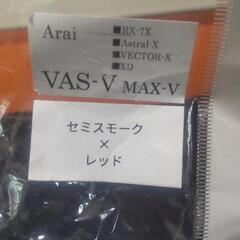 Arai
■RX-7X
■Astral-X
■VECTOR-X
■XD
VAS-V MAX-V
セミスモーク
×
レッド